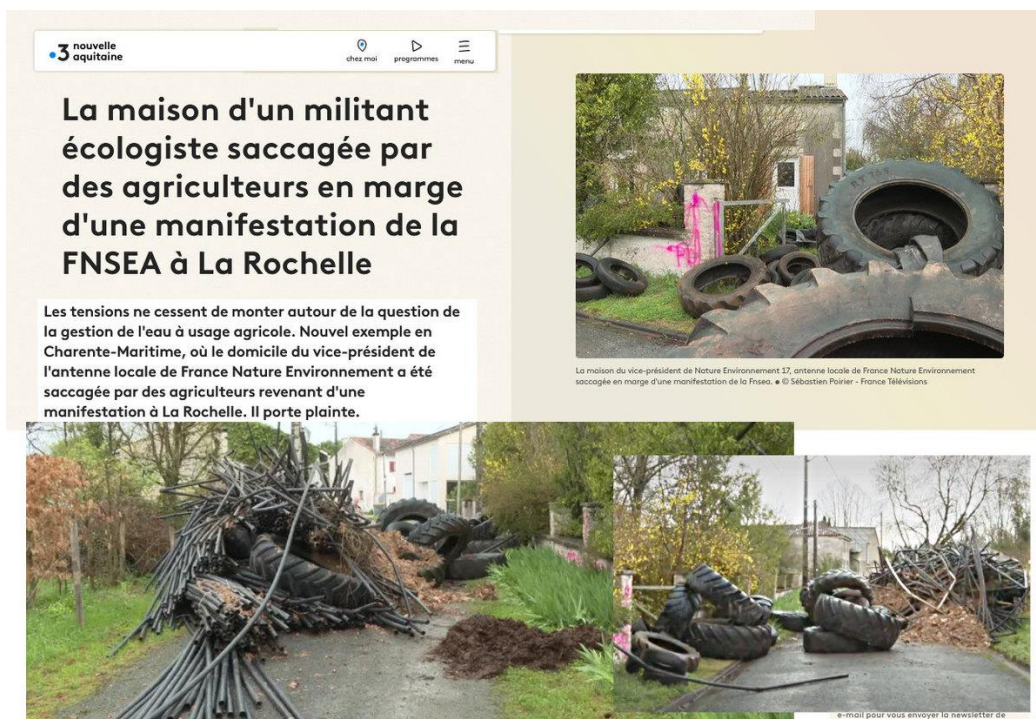 3 nouvelle
aquitaine
chez moi
programmes
menu
La maison d'un militant
écologiste saccagée par
des agriculteurs en marge
d'une manifestation de la
FNSEA à La Rochelle
Les tensions ne cessent de monter autour de la question de
la gestion de l'eau à usage agricole. Nouvel exemple en
Charente-Maritime, où le domicile du vice-président de
l'antenne locale de France Nature Environnement a été
saccagée par des agriculteurs revenant d'une
manifestation à La Rochelle. Il porte plainte.
La maison du vice-président de Nature Environnement 17, antenne locale de France Nature Environnement
saccagée en marge d'une manifestation de la Fnsea. • © Sébastien Poirier - France Télévisions
e-mail pour vous envoyer la newsletter de